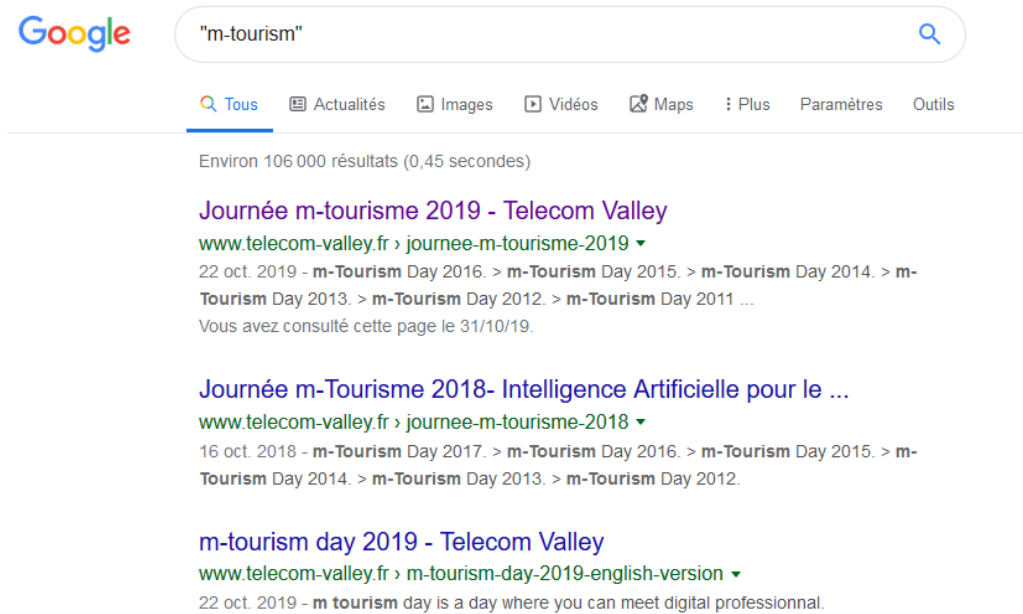 Google "m-tourism"
Tous Actualités Images Vidéos Maps Plus Paramètres Outils
Environ 106 000 résultats (0,45 secondes)
Journée m-tourisme 2019 - Telecom Valley
www.telecom-valley.fr › journee-m-tourisme-2019
22 oct. 2019 - m-Tourism Day 2016. > m-Tourism Day 2015. > m-Tourism Day 2014. > m-
Tourism Day 2013. > m-Tourism Day 2012. > m-Tourism Day 2011 ...
Vous avez consulté cette page le 31/10/19.
Journée m-Tourisme 2018- Intelligence Artificielle pour le ...
www.telecom-valley.fr › journee-m-tourisme-2018
16 oct. 2018 - m-Tourism Day 2017. > m-Tourism Day 2016. > m-Tourism Day 2015. > m-
Tourism Day 2014. > m-Tourism Day 2013. > m-Tourism Day 2012.
m-tourism day 2019 - Telecom Valley
www.telecom-valley.fr › m-tourism-day-2019-english-version
22 oct. 2019 - m tourism day is a day where you can meet digital professionnal.